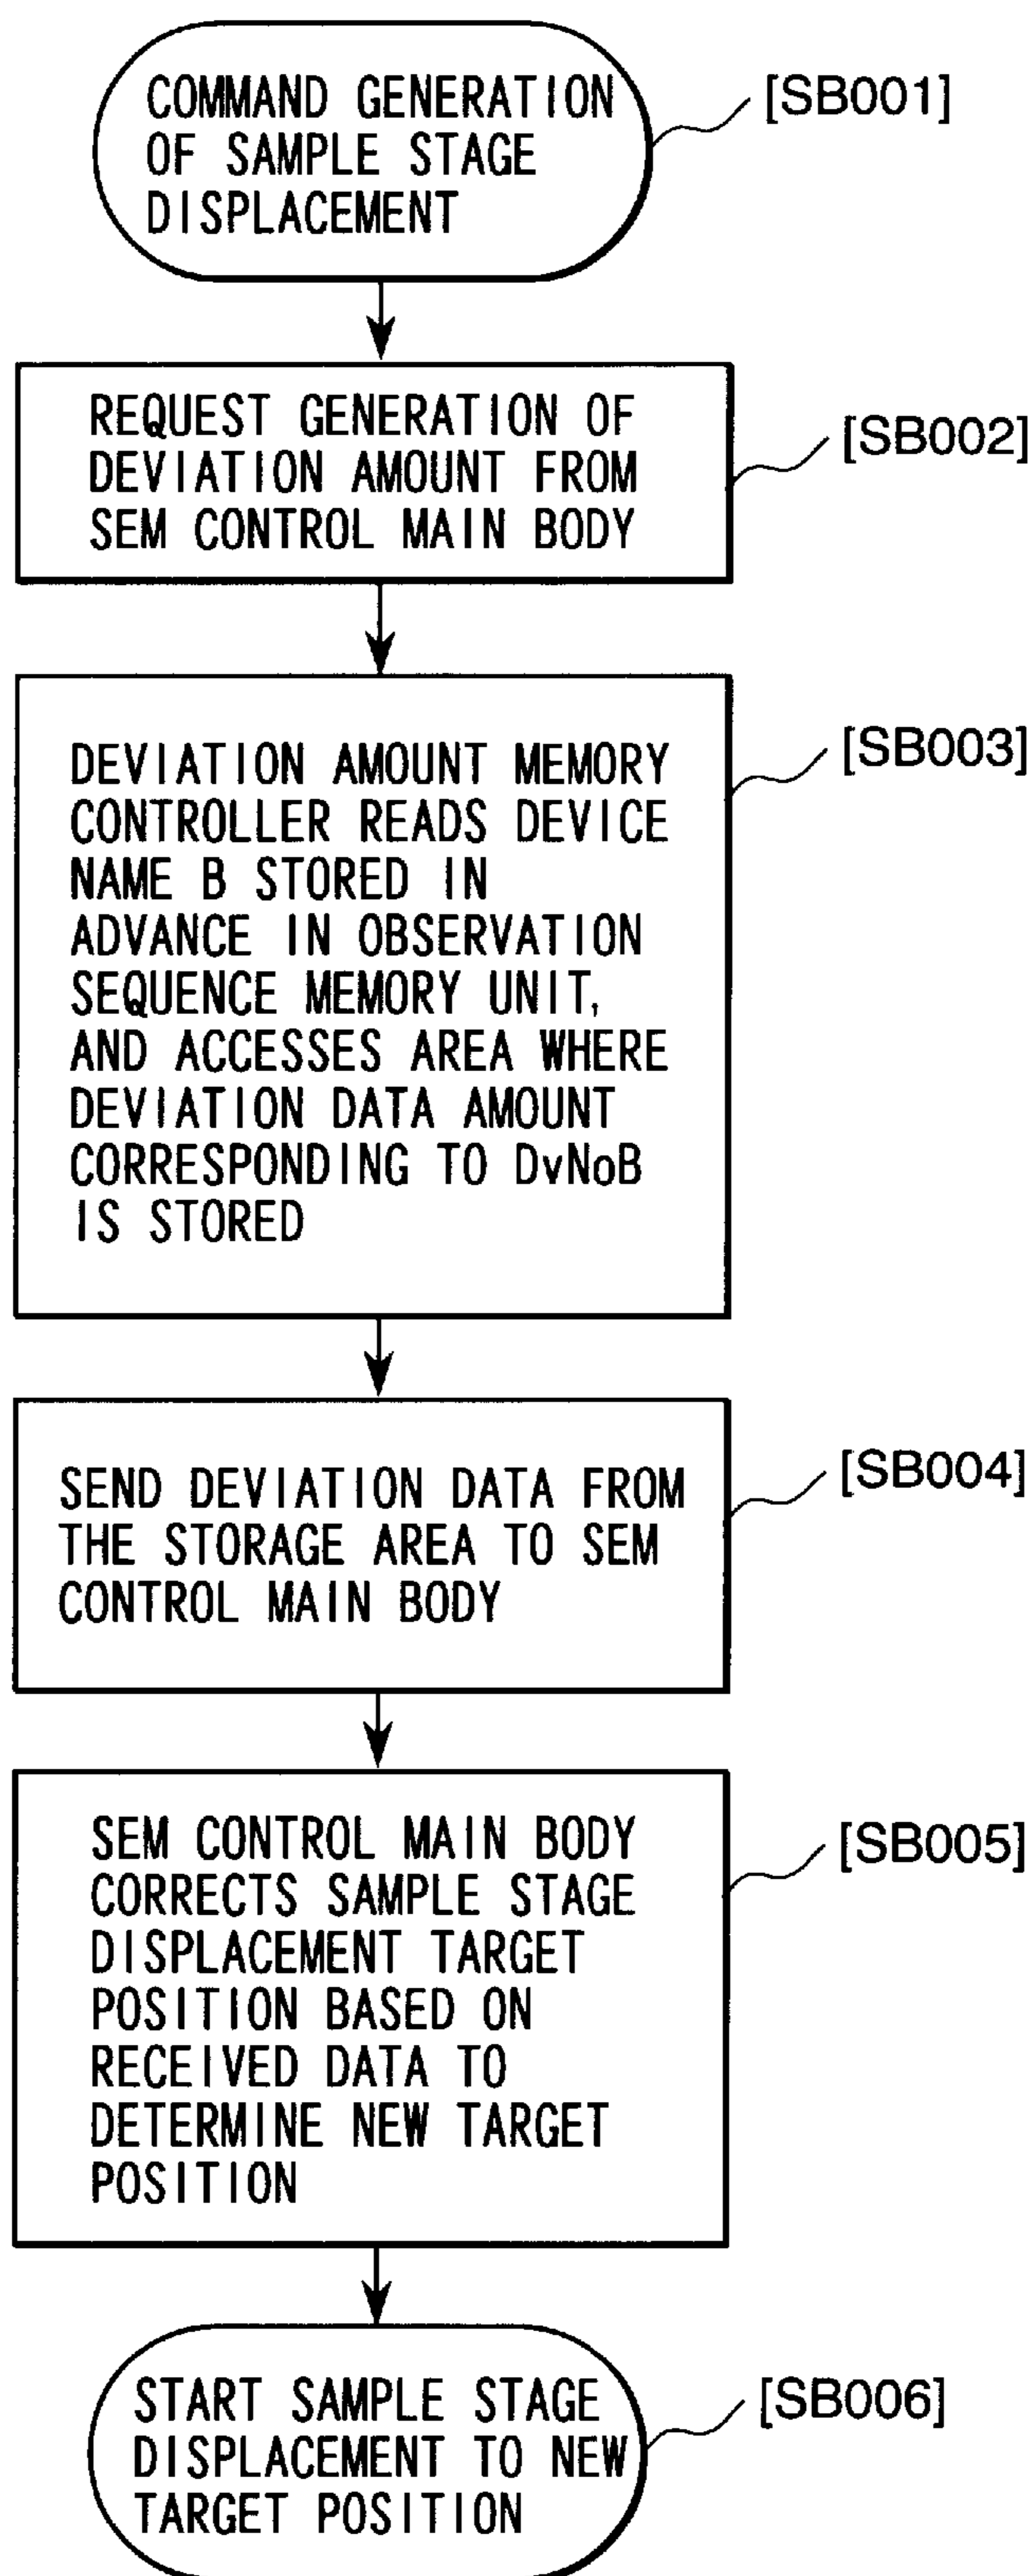 COMMAND GENERATION
OF SAMPLE STAGE
DISPLACEMENT
[SB001]
REQUEST GENERATION OF
DEVIATION AMOUNT FROM
SEM CONTROL MAIN BODY
[SB002]
DEVIATION AMOUNT MEMORY
CONTROLLER READS DEVICE
NAME B STORED IN
ADVANCE IN OBSERVATION
SEQUENCE MEMORY UNIT,
AND ACCESSES AREA WHERE
DEVIATION DATA AMOUNT
CORRESPONDING TO DvNoB
IS STORED
[SB003]
SEND DEVIATION DATA FROM
THE STORAGE AREA TO SEM
CONTROL MAIN BODY
[SB004]
SEM CONTROL MAIN BODY
CORRECTS SAMPLE STAGE
DISPLACEMENT TARGET
POSITION BASED ON
RECEIVED DATA TO
DETERMINE NEW TARGET
POSITION
[SB005]
START SAMPLE STAGE
DISPLACEMENT TO NEW
TARGET POSITION
[SB006]